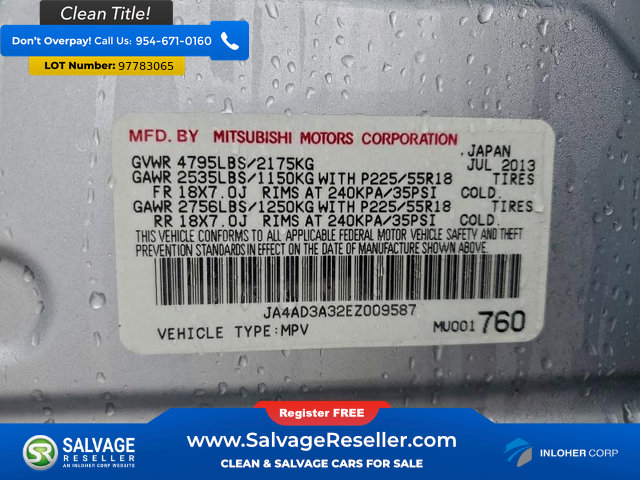 Clean Title!
Don't Overpay! Call Us: 954-671-0160
LOT Number: 97783065
MFD. BY MITSUBISHI MOTORS CORPORATION
JAPAN
GVWR 4795LBS/2175KG JUL 2013
GAWR 2535LBS/1150KG WITH P225/55R18 TIRES
FR 18X7.0J RIMS AT 240KPA/35PSI COLD.
GAWR 2756LBS/1250KG WITH P225/55R18 TIRES
RR 18X7.0J RIMS AT 240KPA/35PSI COLD.
THIS VEHICLE CONFORMS TO ALL APPLICABLE FEDERAL MOTOR VEHICLE SAFETY AND THEFT
PREVENTION STANDARDS IN EFFECT ON THE DATE OF MANUFACTURE SHOWN ABOVE.
JA4AD3A32EZ009587
VEHICLE TYPE:MPV MU001760
Register FREE
SR
SALVAGE
RESELLER
AN INLOHER CORP WEBSITE
www.SalvageReseller.com
CLEAN & SALVAGE CARS FOR SALE
INLOHER CORP